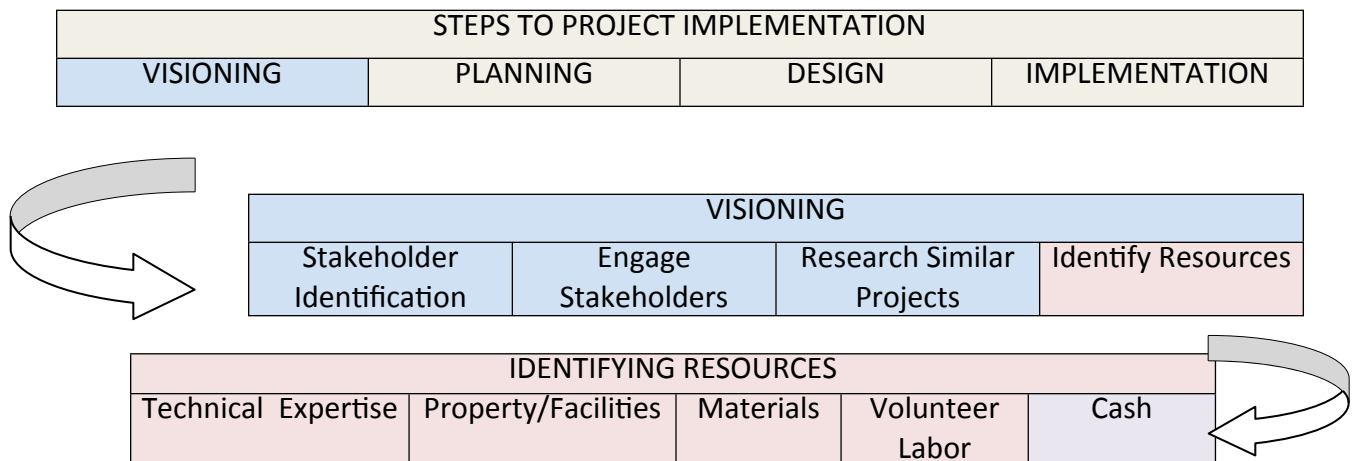 STEPS TO PROJECT IMPLEMENTATION
VISIONING PLANNING DESIGN IMPLEMENTATION
VISIONING
Stakeholder Identification Engage Stakeholders Research Similar Projects Identify Resources
IDENTIFYING RESOURCES
Technical Expertise Property/Facilities Materials Volunteer Labor Cash